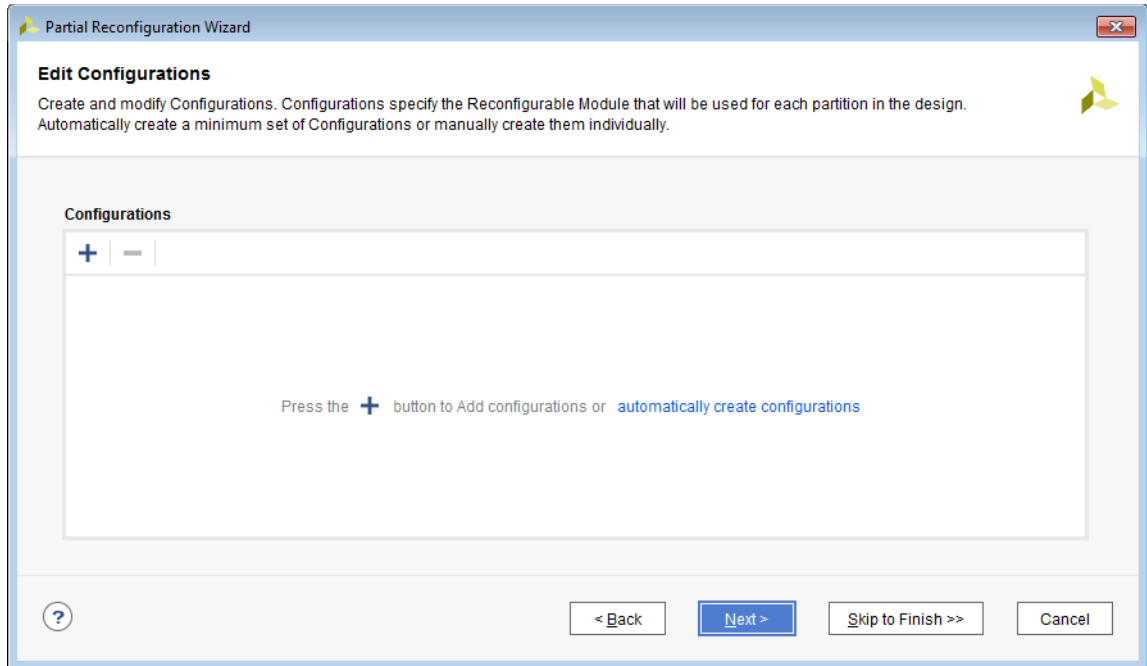 Partial Reconfiguration Wizard
Edit Configurations
Create and modify Configurations. Configurations specify the Reconfigurable Module that will be used for each partition in the design.
Automatically create a minimum set of Configurations or manually create them individually.
Configurations
Press the + button to Add configurations or automatically create configurations
?
< Back
Next >
Skip to Finish >>
Cancel